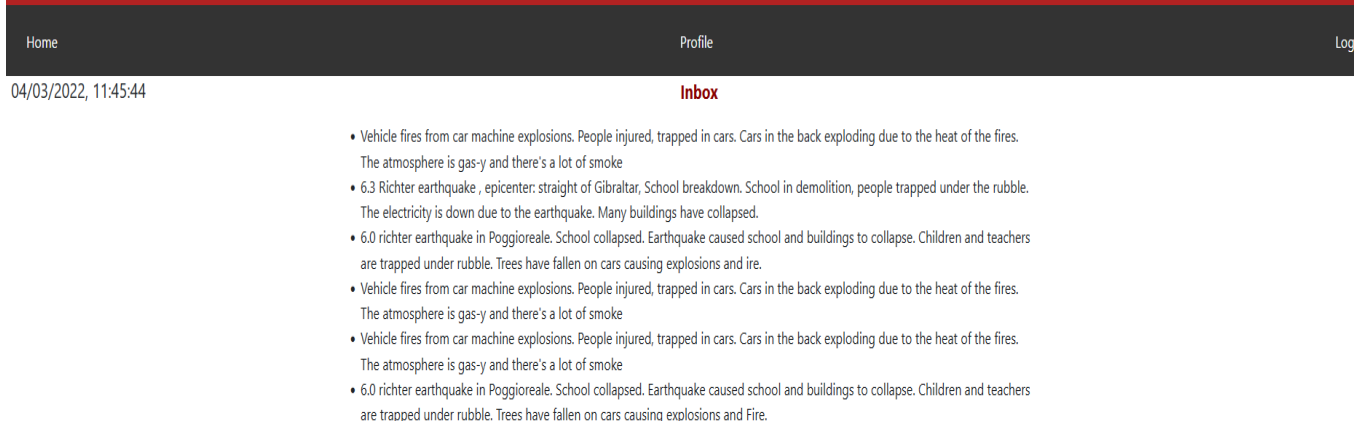 Home Profile Log
04/03/2022, 11:45:44 Inbox
• Vehicle fires from car machine explosions. People injured, trapped in cars. Cars in the back exploding due to the heat of the fires.
The atmosphere is gas-y and there's a lot of smoke
• 6.3 Richter earthquake , epicenter: straight of Gibraltar, School breakdown. School in demolition, people trapped under the rubble.
The electricity is down due to the earthquake. Many buildings have collapsed.
• 6.0 richter earthquake in Poggioreale. School collapsed. Earthquake caused school and buildings to collapse. Children and teachers
are trapped under rubble. Trees have fallen on cars causing explosions and ire.
• Vehicle fires from car machine explosions. People injured, trapped in cars. Cars in the back exploding due to the heat of the fires.
The atmosphere is gas-y and there's a lot of smoke
• Vehicle fires from car machine explosions. People injured, trapped in cars. Cars in the back exploding due to the heat of the fires.
The atmosphere is gas-y and there's a lot of smoke
• 6.0 richter earthquake in Poggioreale. School collapsed. Earthquake caused school and buildings to collapse. Children and teachers
are trapped under rubble. Trees have fallen on cars causing explosions and Fire.